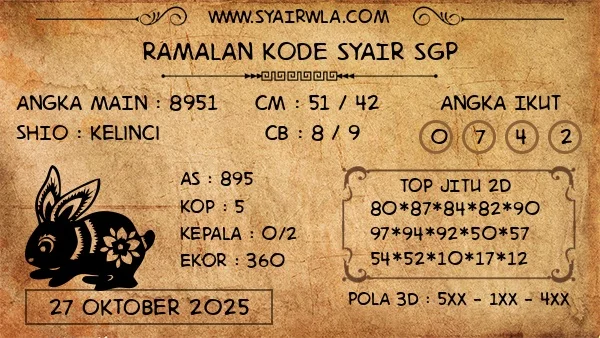 WWW.SYAIRWLA.COM
RAMALAN KODE SYAIR SGP
ANGKA MAIN : 8951
CM : 51 / 42
ANGKA IKUT
SHIO : KELINCI
CB : 8 / 9
0 7 4 2
AS : 895
KOP : 5
KEPALA : 0/2
EKOR : 360
TOP JITU 2D
80*87*84*82*90
97*94*92*50*57
54*52*10*17*12
27 OKTOBER 2025
POLA 3D : 5XX - 1XX - 4XX